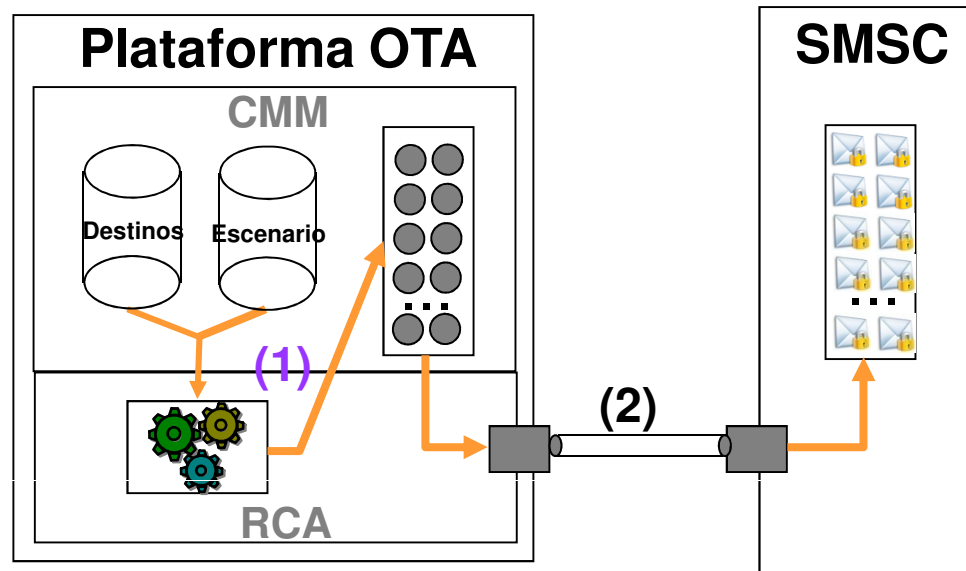 Plataforma OTA
SMSC
CMM
Destinos
Escenario
(1)
(2)
RCA